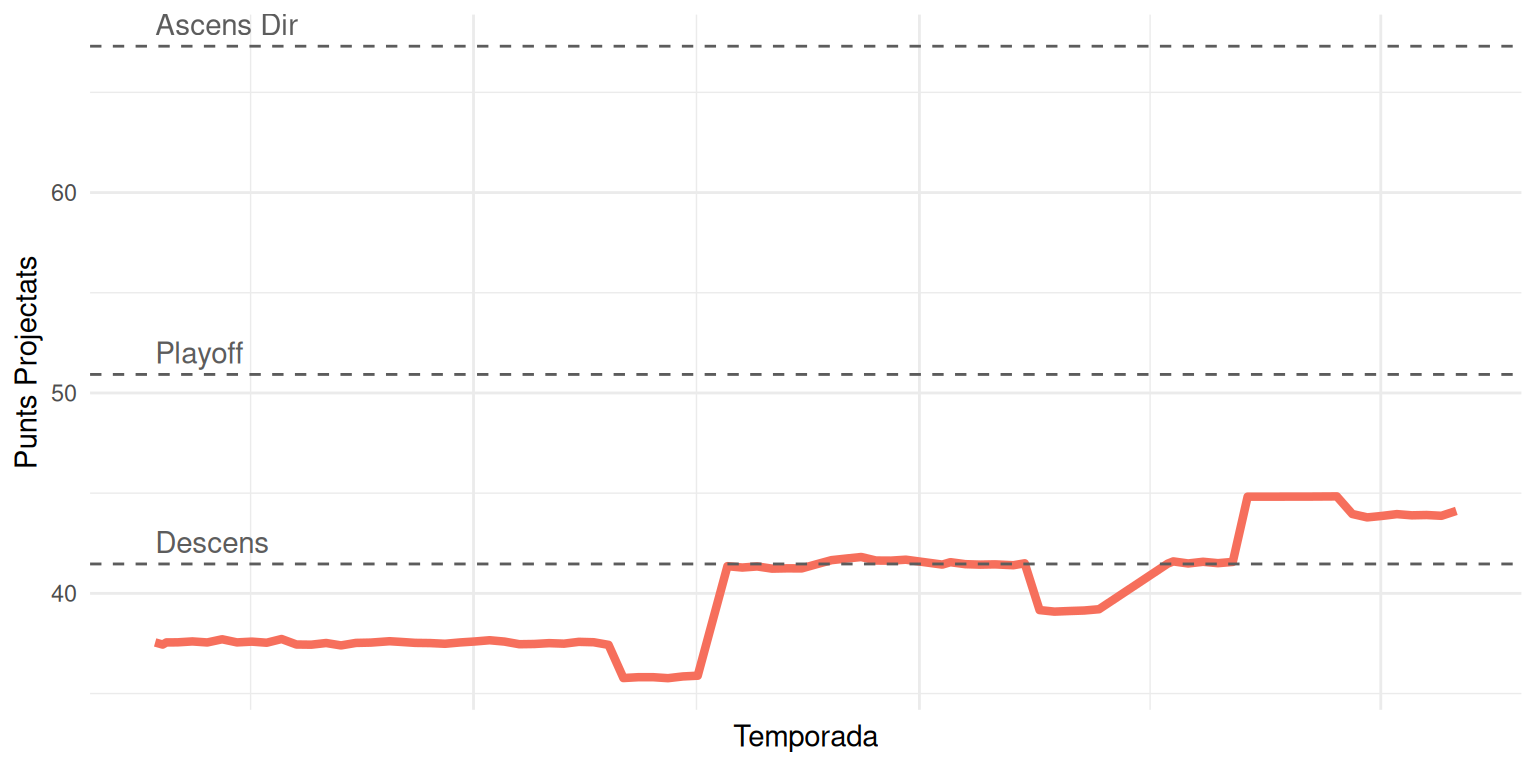 Ascens Dir
60
Playoff
50
Descens
40
Punts Projectats
Temporada